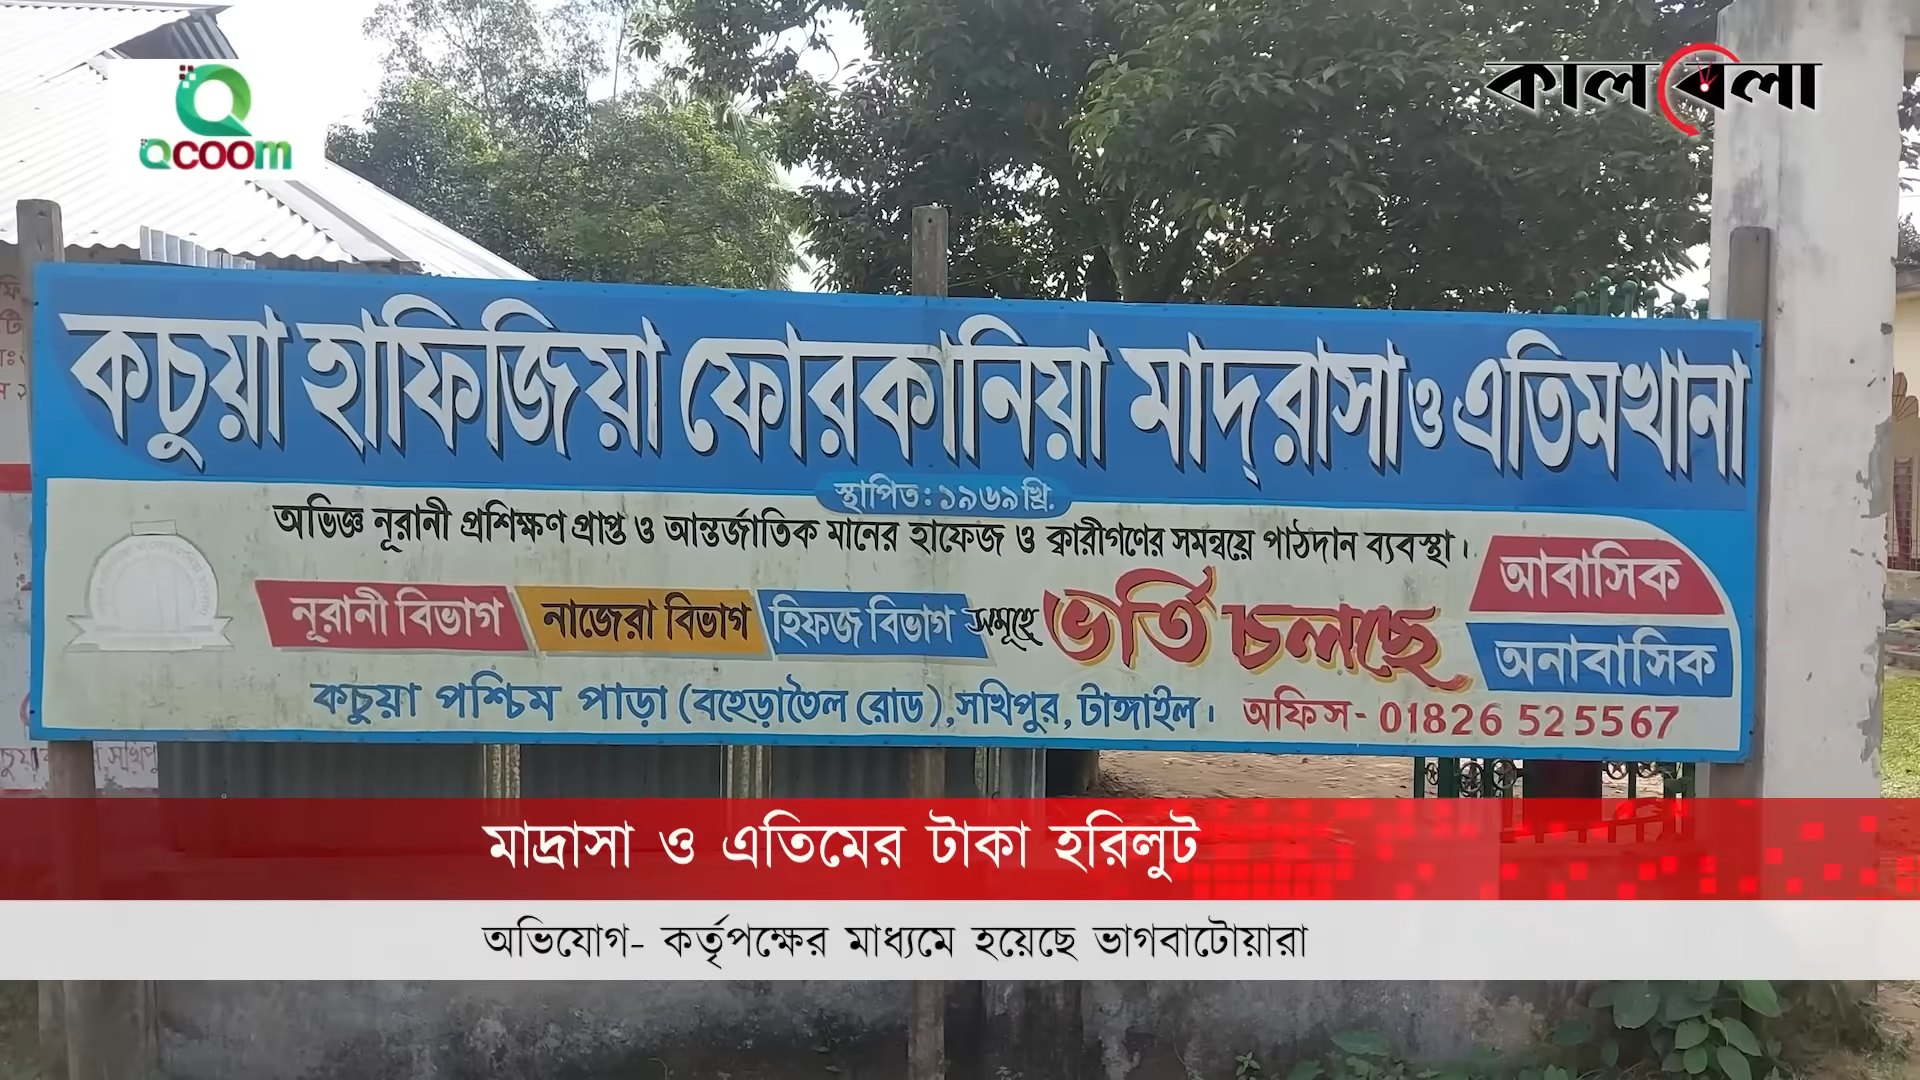 Qcoom
কালবেলা
কচুয়া হাফিজিয়া ফোরকানিয়া মাদ্‌রাসা ও এতিমখানা
স্থাপিত : ১৯৬৯ খ্রি.
অভিজ্ঞ নূরানী প্রশিক্ষণ প্রাপ্ত ও আন্তর্জাতিক মানের হাফেজ ও ক্বারীগণের সমন্বয়ে পাঠদান ব্যবস্থা।
নূরানী বিভাগ নাজেরা বিভাগ হিফজ বিভাগ সমূহে ভর্তি চলছে
আবাসিক
অনাবাসিক
কচুয়া পশ্চিম পাড়া (বহেড়াতৈল রোড), সখিপুর, টাঙ্গাইল। অফিস- 01826 525567
মাদ্রাসা ও এতিমের টাকা হরিলুট
অভিযোগ- কর্তৃপক্ষের মাধ্যমে হয়েছে ভাগবাটোয়ারা